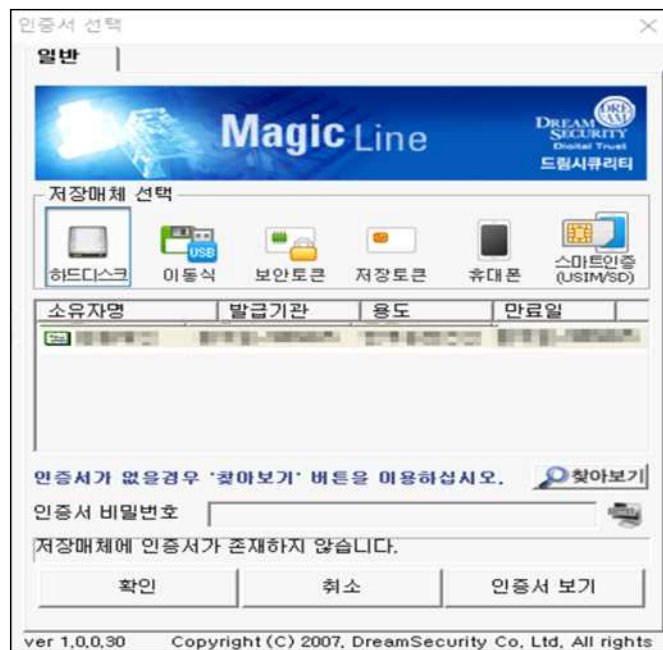 인증서 선택
일반
Magic Line
DREAM SECURITY
Digital Trust
드림시큐리티
저장매체 선택
하드디스크 이동식 보안토큰 저장토큰 휴대폰 스마트인증 (USIM/SD)
소유자명 발급기관 용도 만료일
인증서가 없을경우 '찾아보기' 버튼을 이용하십시오. 찾아보기
인증서 비밀번호
저장매체에 인증서가 존재하지 않습니다.
확인 취소 인증서 보기
ver 1,0,0,30 Copyright (C) 2007, DreamSecurity Co, Ltd, All rights